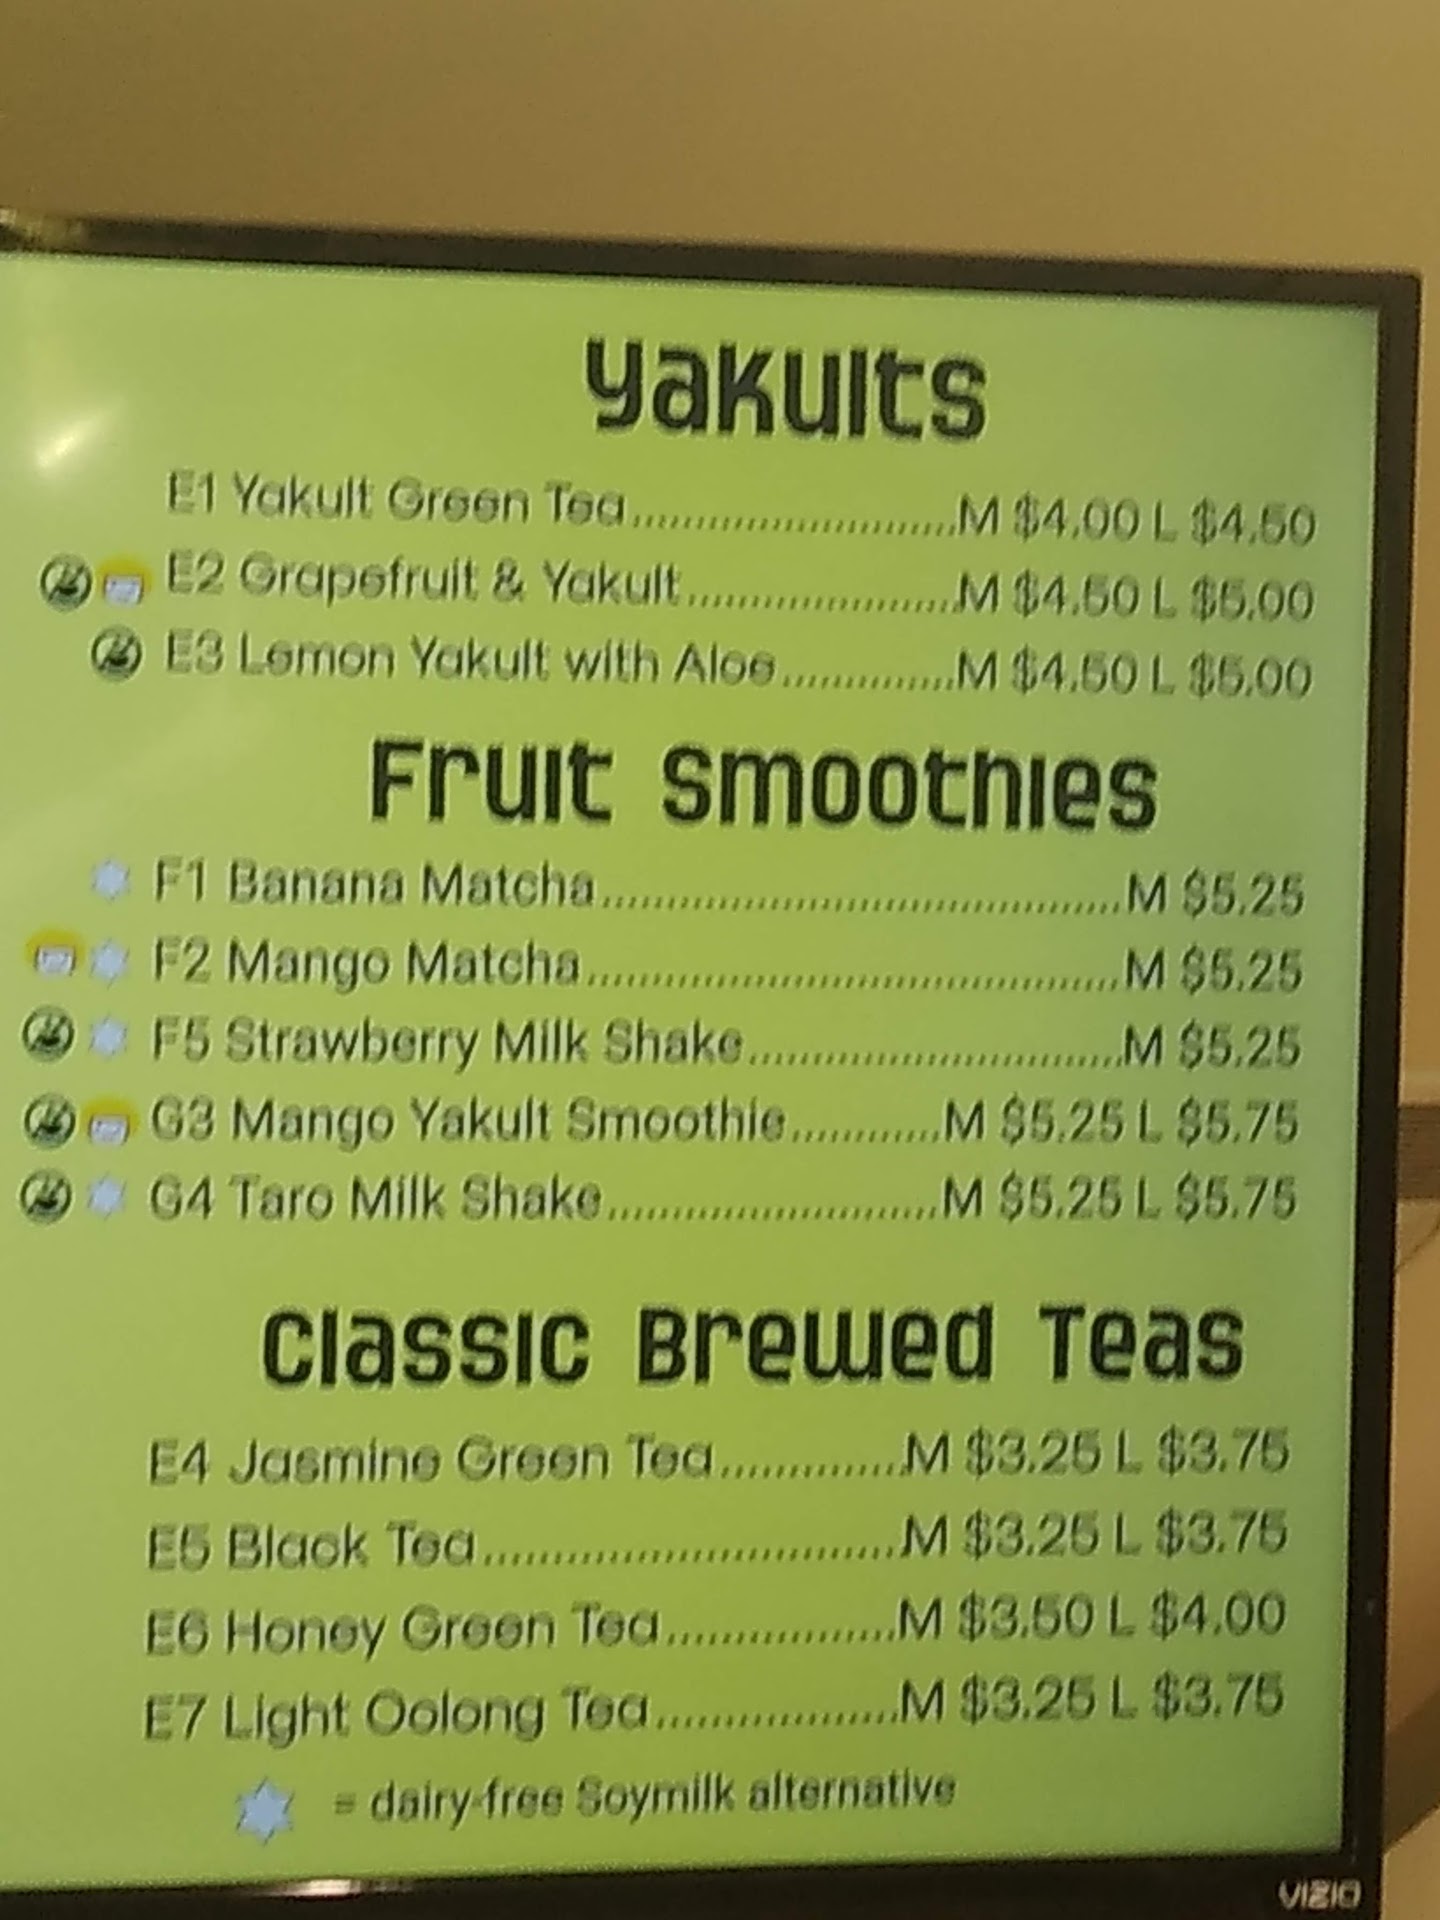 Yakults
E1 Yakult Green Tea..........................M $4.00 L $4.50
E2 Grapefruit & Yakult......................M $4.50 L $5.00
E3 Lemon Yakult with Aloe..............M $4.50 L $5.00
Fruit Smoothies
F1 Banana Matcha..........................................M $5.25
F2 Mango Matcha...........................................M $5.25
F5 Strawberry Milk Shake..............................M $5.25
G3 Mango Yakult Smoothie............M $5.25 L $5.75
G4 Taro Milk Shake..........................M $5.25 L $5.75
Classic Brewed Teas
E4 Jasmine Green Tea..............M $3.25 L $3.75
E5 Black Tea................................M $3.25 L $3.75
E6 Honey Green Tea..................M $3.50 L $4.00
E7 Light Oolong Tea...................M $3.25 L $3.75
= dairy-free Soymilk alternative
VIZIO